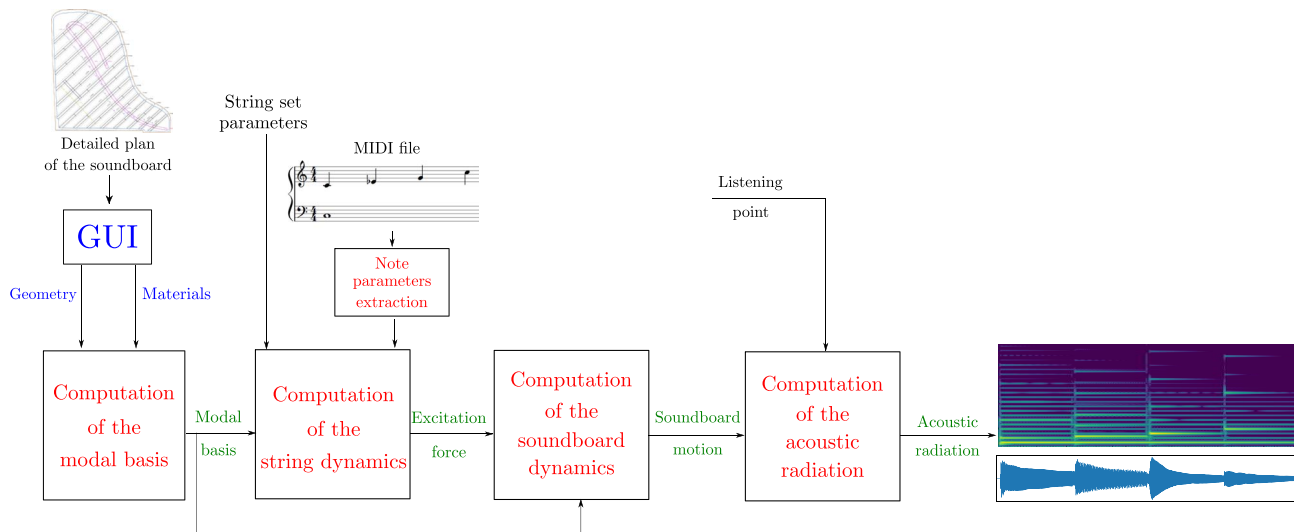 Detailed plan
of the soundboard
GUI
Geometry
Materials
String set
parameters
MIDI file
Note
parameters
extraction
Listening
point
Computation
of the
modal basis
Modal
basis
Computation
of the
string dynamics
Excitation
force
Computation
of the
soundboard
dynamics
Soundboard
motion
Computation
of the
acoustic
radiation
Acoustic
radiation